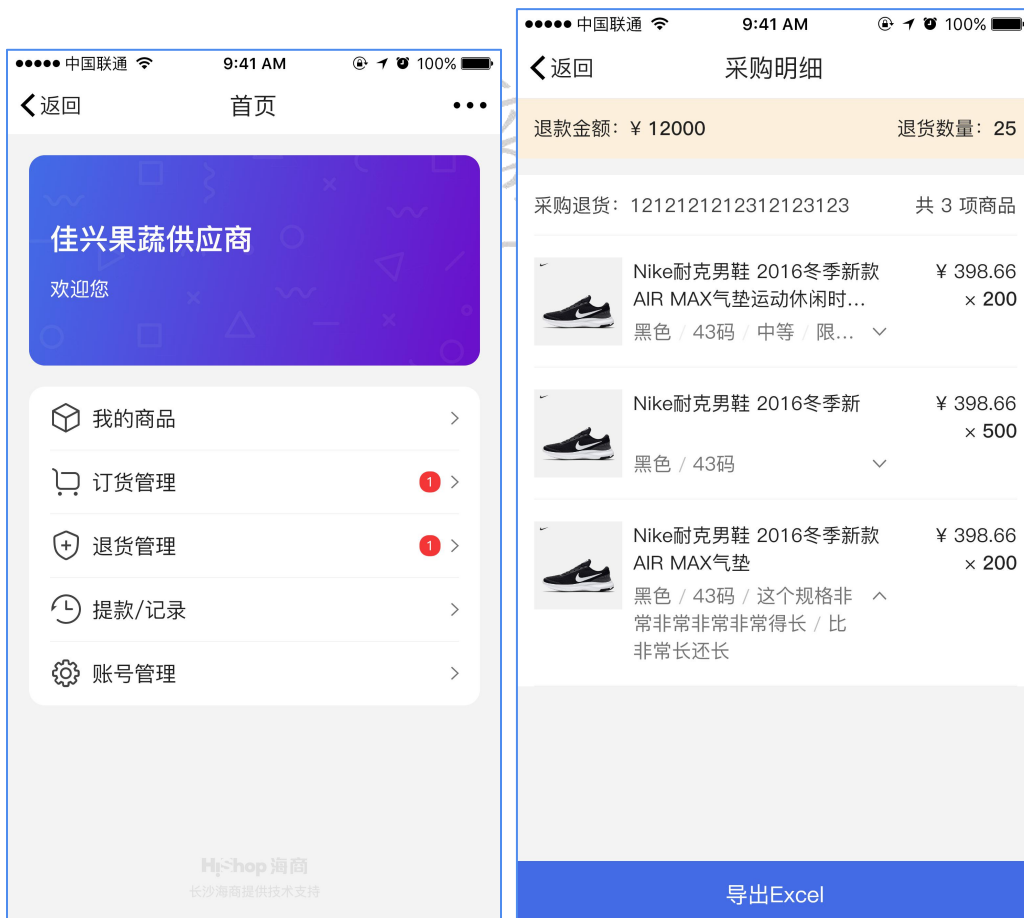 中国联通 9:41 AM 100%
返回 首页
佳兴果蔬供应商
欢迎您
我的商品
订货管理 1
退货管理 1
提款/记录
账号管理
HiShop 海商
长沙海商提供技术支持
中国联通 9:41 AM 100%
返回 采购明细
退款金额：¥ 12000 退货数量：25
采购退货：1212121212312123123 共 3 项商品
Nike耐克男鞋 2016冬季新款 ¥ 398.66
AIR MAX气垫运动休闲时... × 200
黑色 / 43码 / 中等 / 限...
Nike耐克男鞋 2016冬季新 ¥ 398.66
× 500
黑色 / 43码
Nike耐克男鞋 2016冬季新款 ¥ 398.66
AIR MAX气垫 × 200
黑色 / 43码 / 这个规格非
常非常非常非常得长 / 比
非常长还长
导出Excel